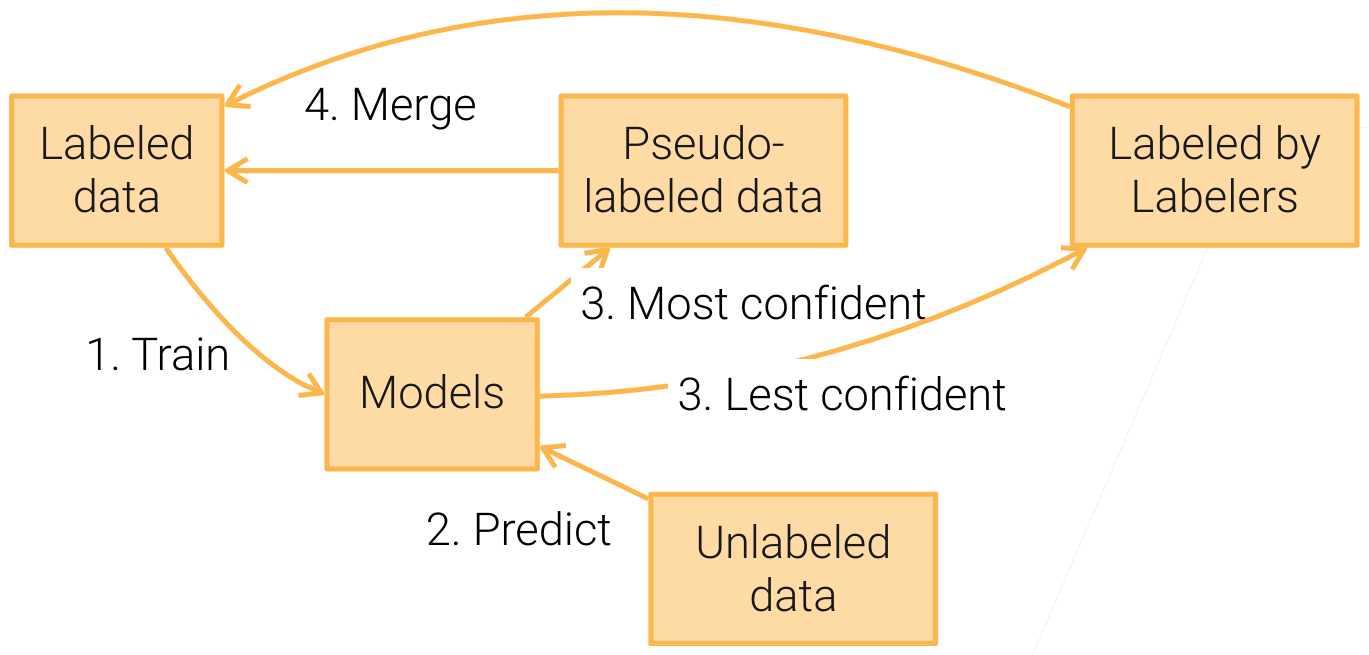 4. Merge
Labeled
data
Pseudo-
labeled data
Labeled by
Labelers
3. Most confident
1. Train
Models
3. Lest confident
2. Predict
Unlabeled
data